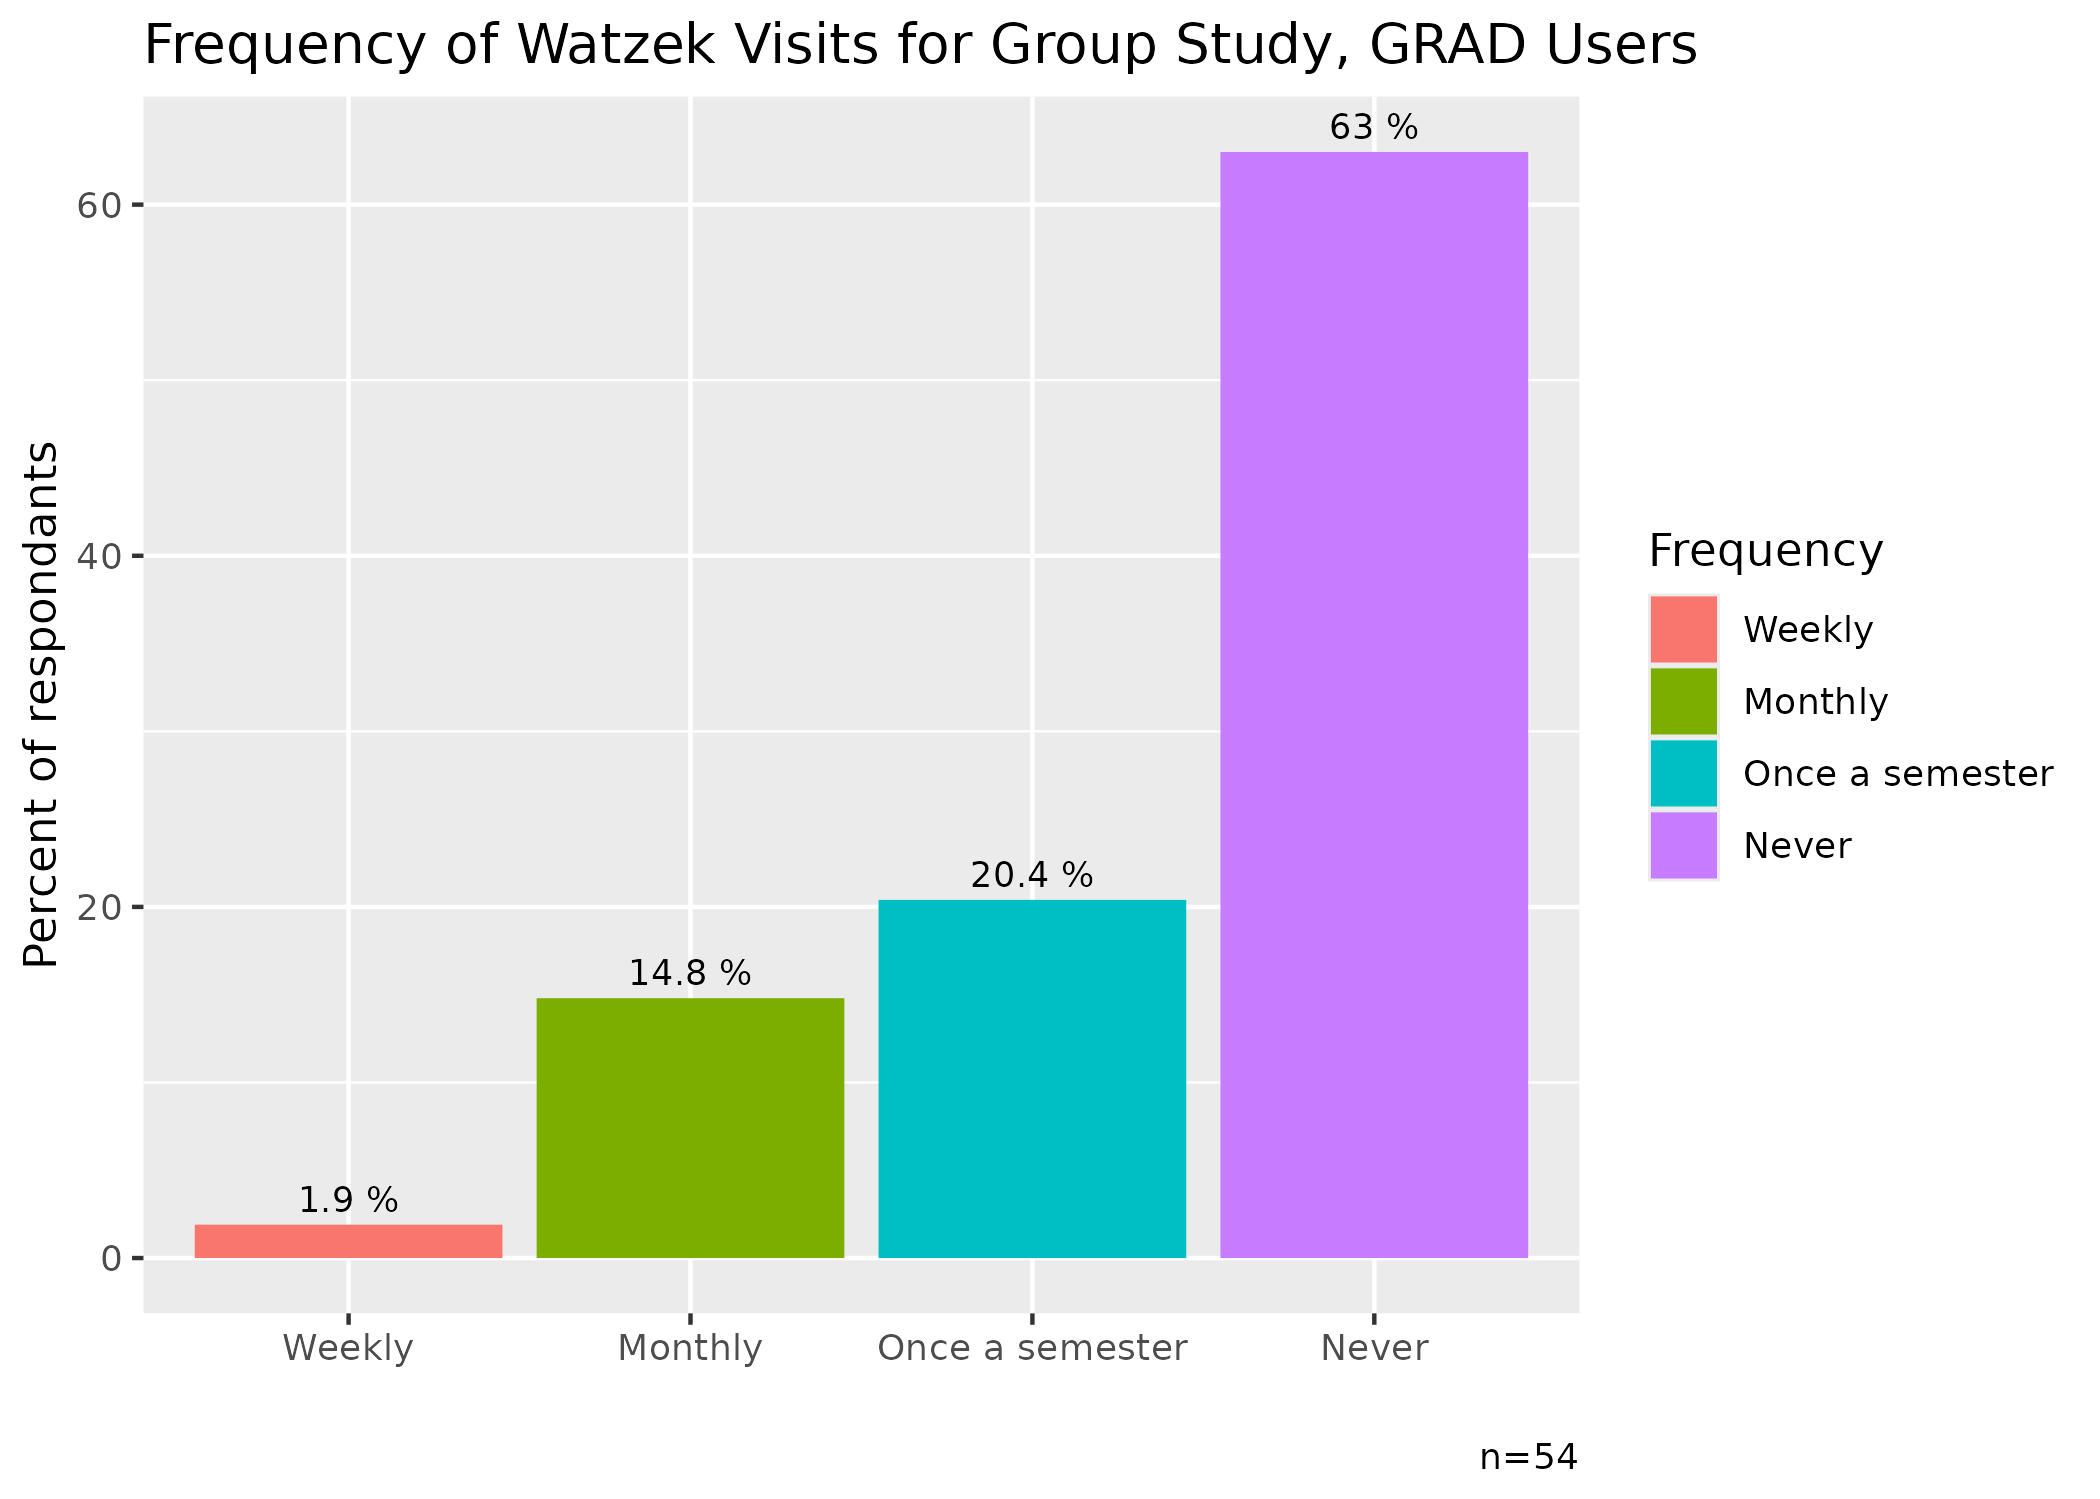 Frequency of Watzek Visits for Group Study, GRAD Users
Percent of respondants
60
40
20
0
1.9 %
14.8 %
20.4 %
63 %
Weekly
Monthly
Once a semester
Never
n=54
Frequency
Weekly
Monthly
Once a semester
Never